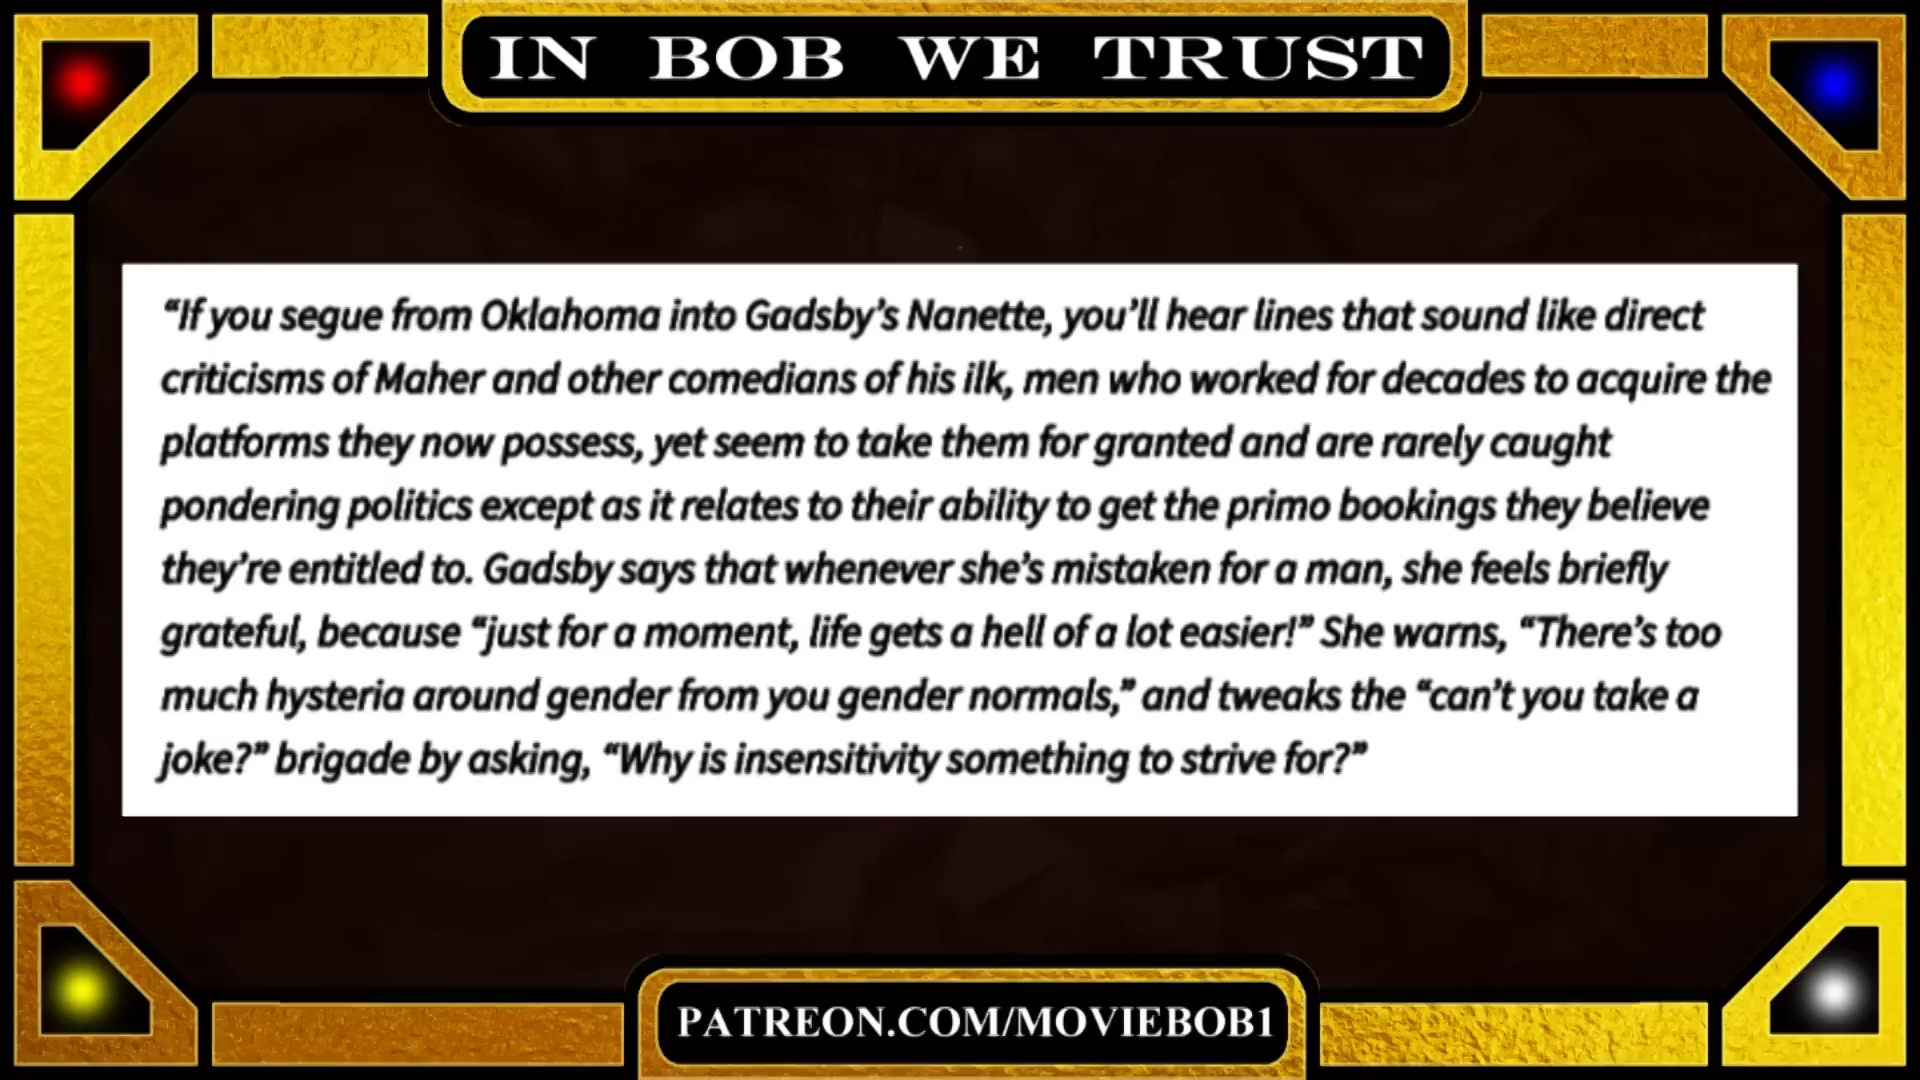 IN BOB WE TRUST
“If you segue from Oklahoma into Gadsby’s Nanette, you’ll hear lines that sound like direct
criticisms of Maher and other comedians of his ilk, men who worked for decades to acquire the
platforms they now possess, yet seem to take them for granted and are rarely caught
pondering politics except as it relates to their ability to get the primo bookings they believe
they’re entitled to. Gadsby says that whenever she’s mistaken for a man, she feels briefly
grateful, because “just for a moment, life gets a hell of a lot easier!” She warns, “There’s too
much hysteria around gender from you gender normals,” and tweaks the “can’t you take a
joke?” brigade by asking, “Why is insensitivity something to strive for?”
PATREON.COM/MOVIEBOB1